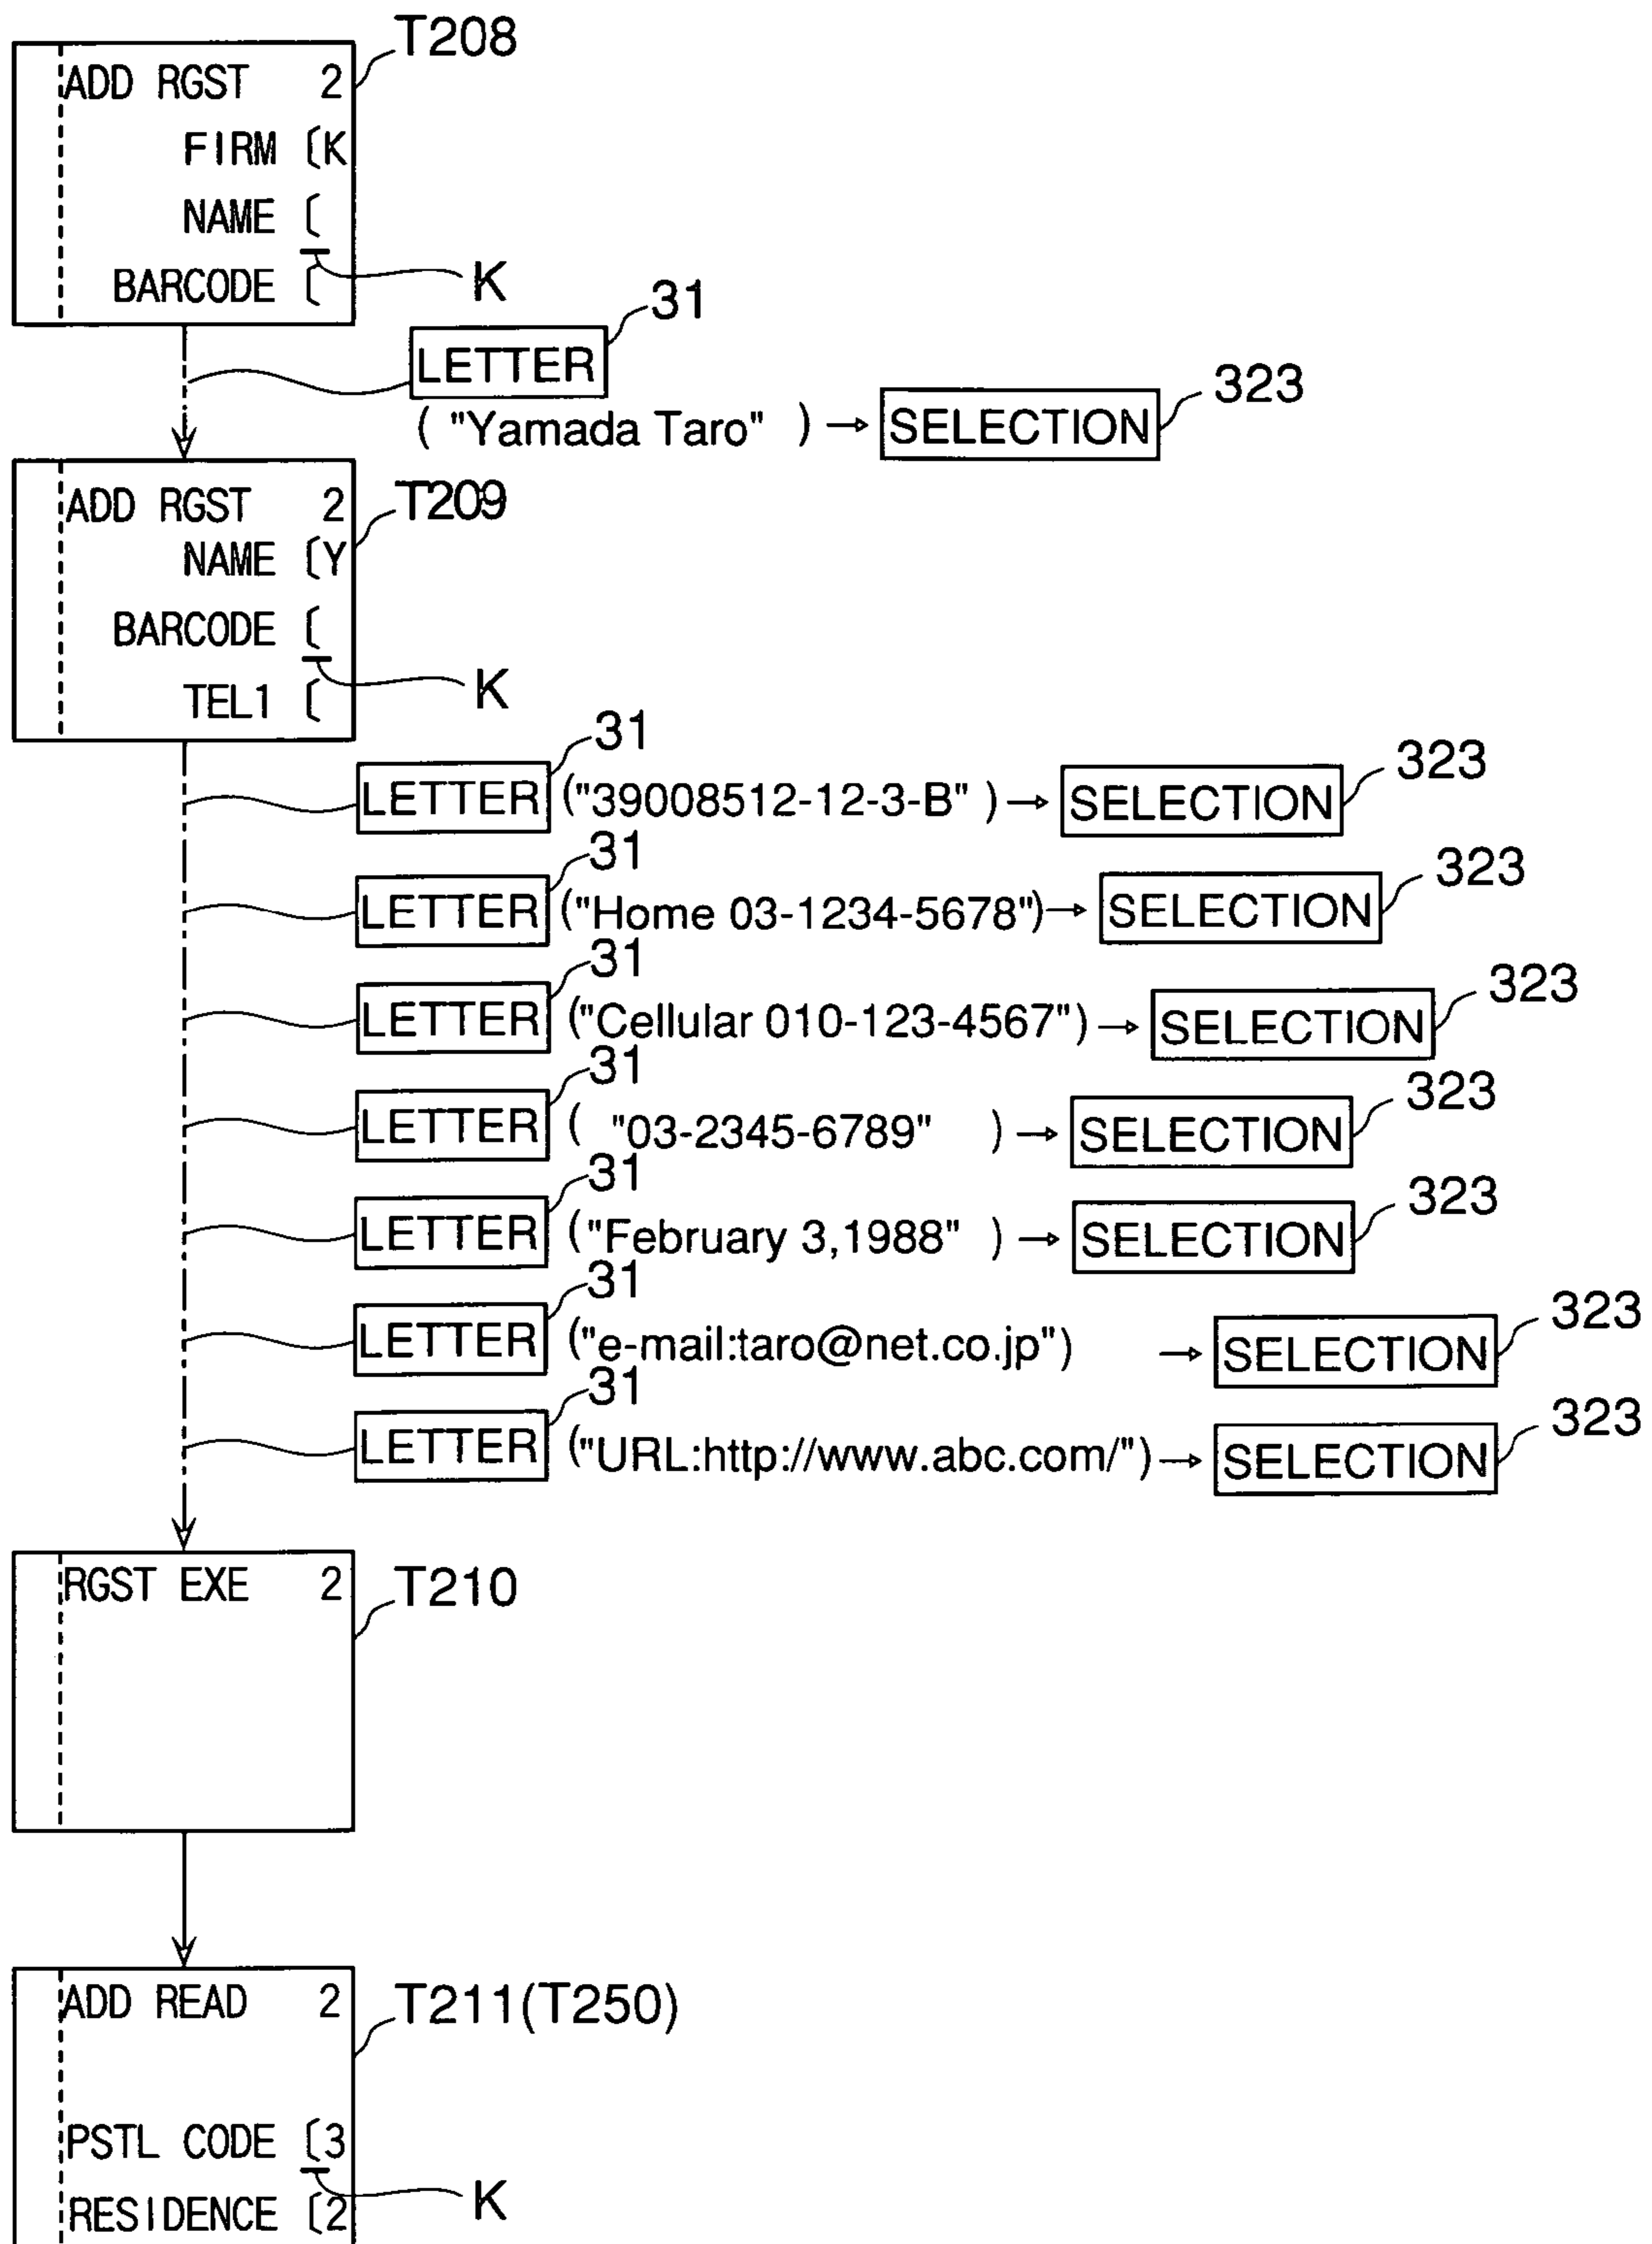 T208
ADD RGST 2
FIRM [K
NAME [
BARCODE [
K
31
LETTER
323
( "Yamada Taro" ) → SELECTION
T209
ADD RGST 2
NAME [Y
BARCODE [
TEL1 [
K
31
323
LETTER ("39008512-12-3-B" ) → SELECTION
31
323
LETTER ("Home 03-1234-5678") → SELECTION
31
323
LETTER ("Cellular 010-123-4567") → SELECTION
31
323
LETTER ( "03-2345-6789" ) → SELECTION
31
323
LETTER ("February 3,1988" ) → SELECTION
31
323
LETTER ("e-mail:taro@net.co.jp") → SELECTION
31
323
LETTER ("URL:http://www.abc.com/") → SELECTION
RGST EXE 2
T210
ADD READ 2
T211(T250)
PSTL CODE [3
K
RESIDENCE [2